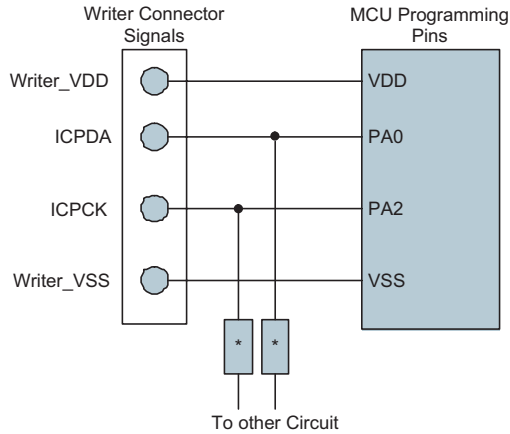 Writer Connector
Signals
MCU Programming
Pins
Writer_VDD
VDD
ICPDA
PA0
ICPCK
PA2
Writer_VSS
VSS
* *
To other Circuit